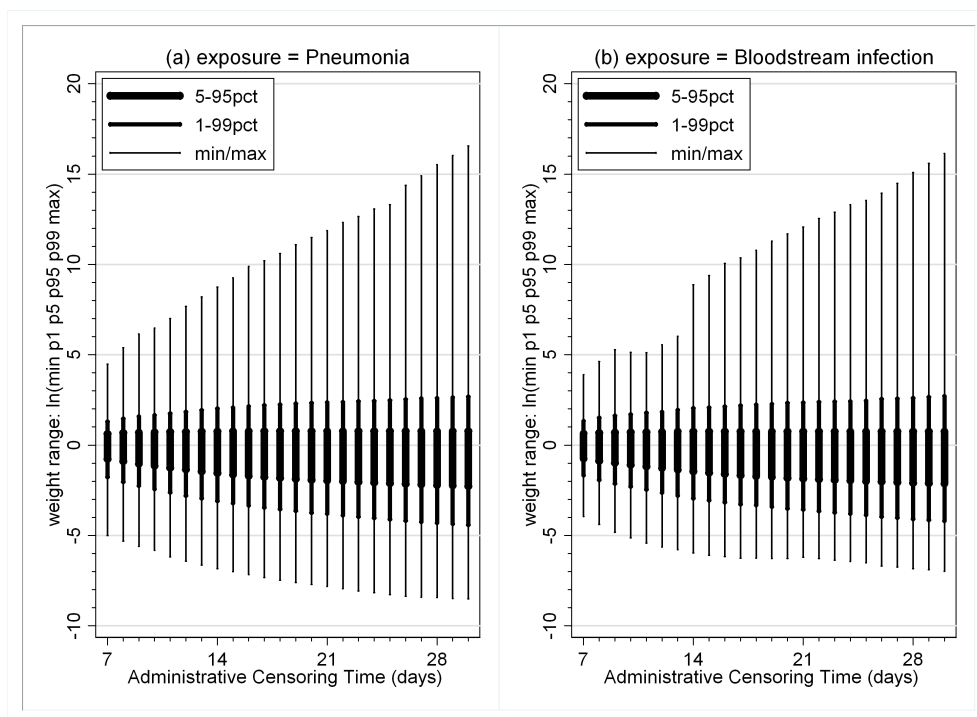 (a) exposure = Pneumonia
5-95pct
1-99pct
min/max
weight range: ln(min p1 p5 p95 p99 max)
20
15
10
5
0
-5
-10
7
14
21
28
Administrative Censoring Time (days)
(b) exposure = Bloodstream infection
5-95pct
1-99pct
min/max
weight range: ln(min p1 p5 p95 p99 max)
20
15
10
5
0
-5
-10
7
14
21
28
Administrative Censoring Time (days)